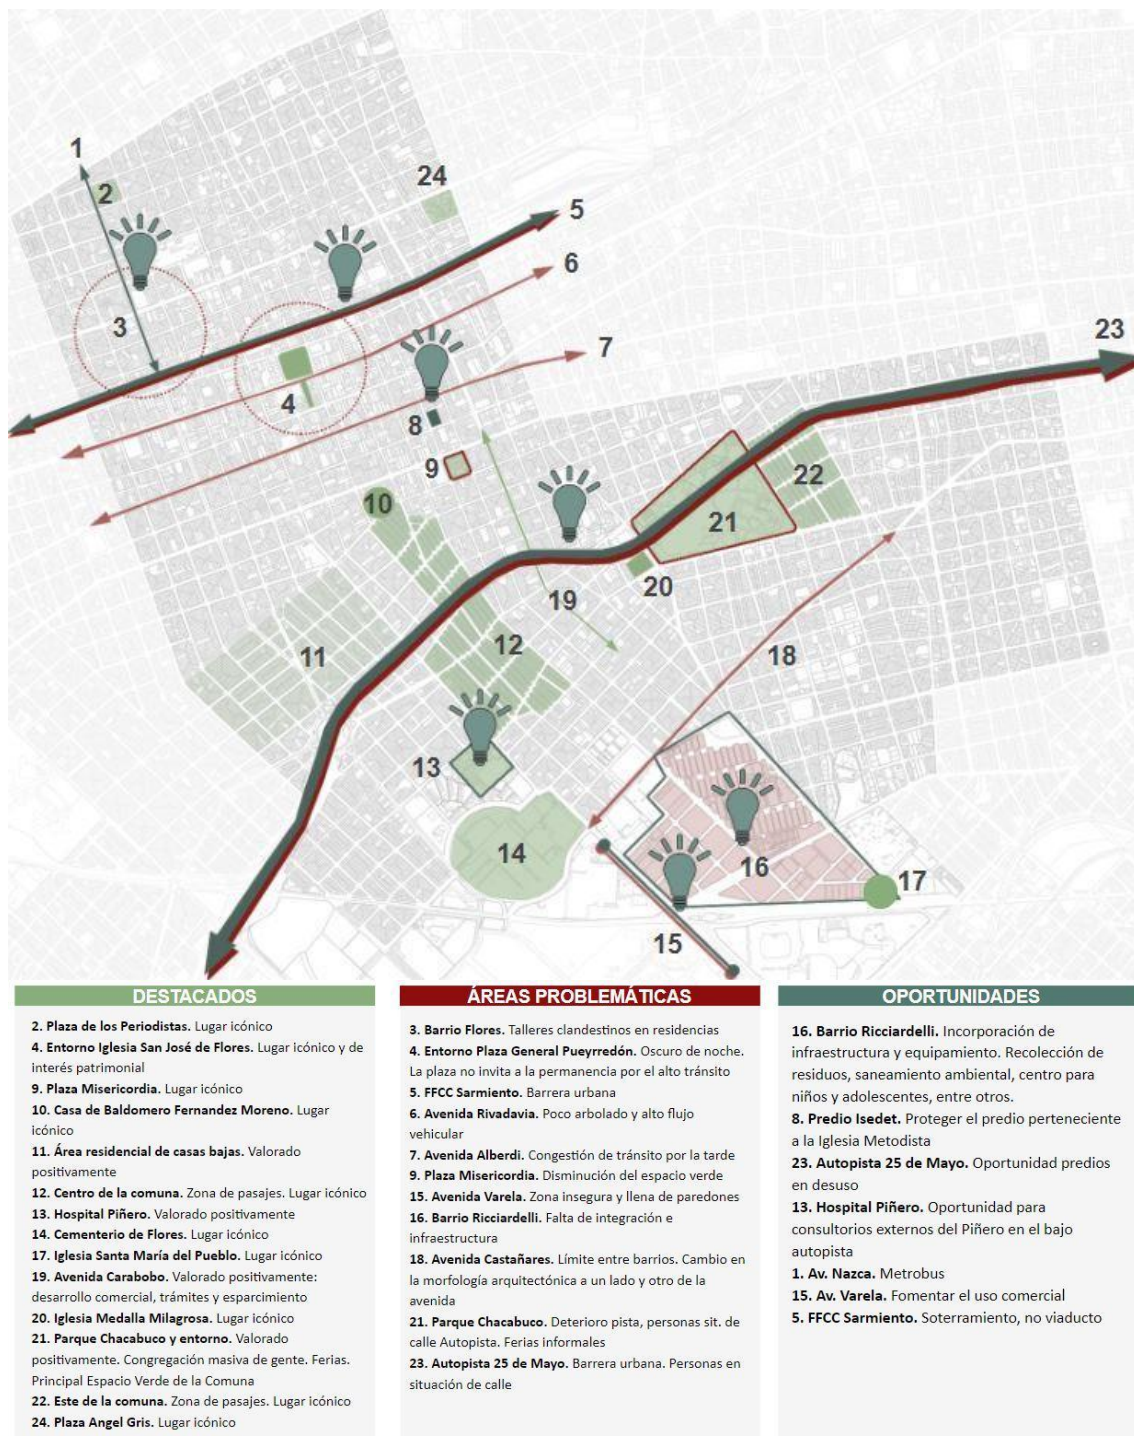 1
2
24
5
6
3
7
23
4
8
9
10
22
21
20
19
11
12
18
13
14
16
17
15
DESTACADOS
2. Plaza de los Periodistas. Lugar icónico
4. Entorno Iglesia San José de Flores. Lugar icónico y de
interés patrimonial
9. Plaza Misericordia. Lugar icónico
10. Casa de Baldomero Fernandez Moreno. Lugar
icónico
11. Área residencial de casas bajas. Valorado
positivamente
12. Centro de la comuna. Zona de pasajes. Lugar icónico
13. Hospital Piñero. Valorado positivamente
14. Cementerio de Flores. Lugar icónico
17. Iglesia Santa María del Pueblo. Lugar icónico
19. Avenida Carabobo. Valorado positivamente:
desarrollo comercial, trámites y esparcimiento
20. Iglesia Medalla Milagrosa. Lugar icónico
21. Parque Chacabuco y entorno. Valorado
positivamente. Congregación masiva de gente. Ferias.
Principal Espacio Verde de la Comuna
22. Este de la comuna. Zona de pasajes. Lugar icónico
24. Plaza Angel Gris. Lugar icónico
ÁREAS PROBLEMÁTICAS
3. Barrio Flores. Talleres clandestinos en residencias
4. Entorno Plaza General Pueyrredón. Oscuro de noche.
La plaza no invita a la permanencia por el alto tránsito
5. FFCC Sarmiento. Barrera urbana
6. Avenida Rivadavia. Poco arbolado y alto flujo
vehicular
7. Avenida Alberdi. Congestión de tránsito por la tarde
9. Plaza Misericordia. Disminución del espacio verde
15. Avenida Varela. Zona insegura y llena de paredones
16. Barrio Ricciardelli. Falta de integración e
infraestructura
18. Avenida Castañares. Límite entre barrios. Cambio en
la morfología arquitectónica a un lado y otro de la
avenida
21. Parque Chacabuco. Deterioro pista, personas sit. de
calle Autopista. Ferias informales
23. Autopista 25 de Mayo. Barrera urbana. Personas en
situación de calle
OPORTUNIDADES
16. Barrio Ricciardelli. Incorporación de
infraestructura y equipamiento. Recolección de
residuos, saneamiento ambiental, centro para
niños y adolescentes, entre otros.
8. Predio Isedet. Proteger el predio perteneciente
a la Iglesia Metodista
23. Autopista 25 de Mayo. Oportunidad predios
en desuso
13. Hospital Piñero. Oportunidad para
consultorios externos del Piñero en el bajo
autopista
1. Av. Nazca. Metrobus
15. Av. Varela. Fomentar el uso comercial
5. FFCC Sarmiento. Soterramiento, no viaducto